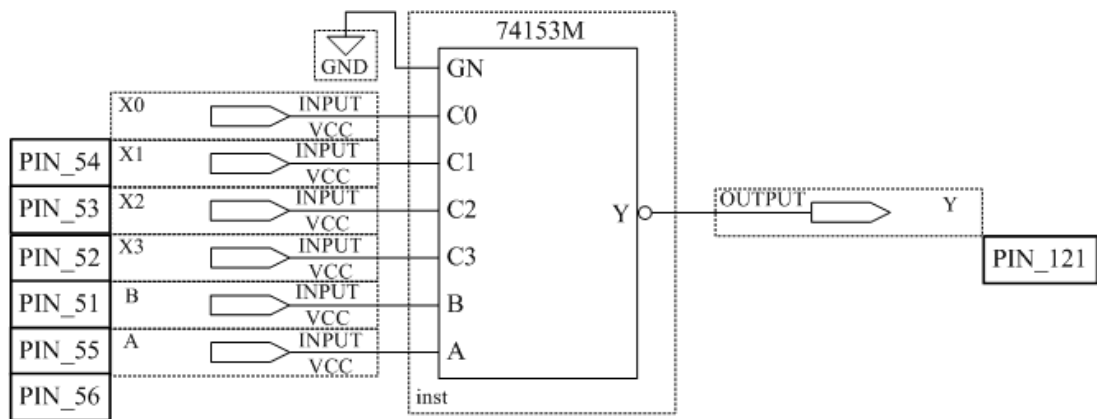 74153M
GND
GN
X0 INPUT C0
VCC
PIN_54 X1 INPUT C1
VCC
PIN_53 X2 INPUT C2
VCC
Y OUTPUT Y
PIN_52 X3 INPUT C3
VCC
PIN_121
PIN_51 B INPUT B
VCC
PIN_55 A INPUT A
VCC
PIN_56
inst